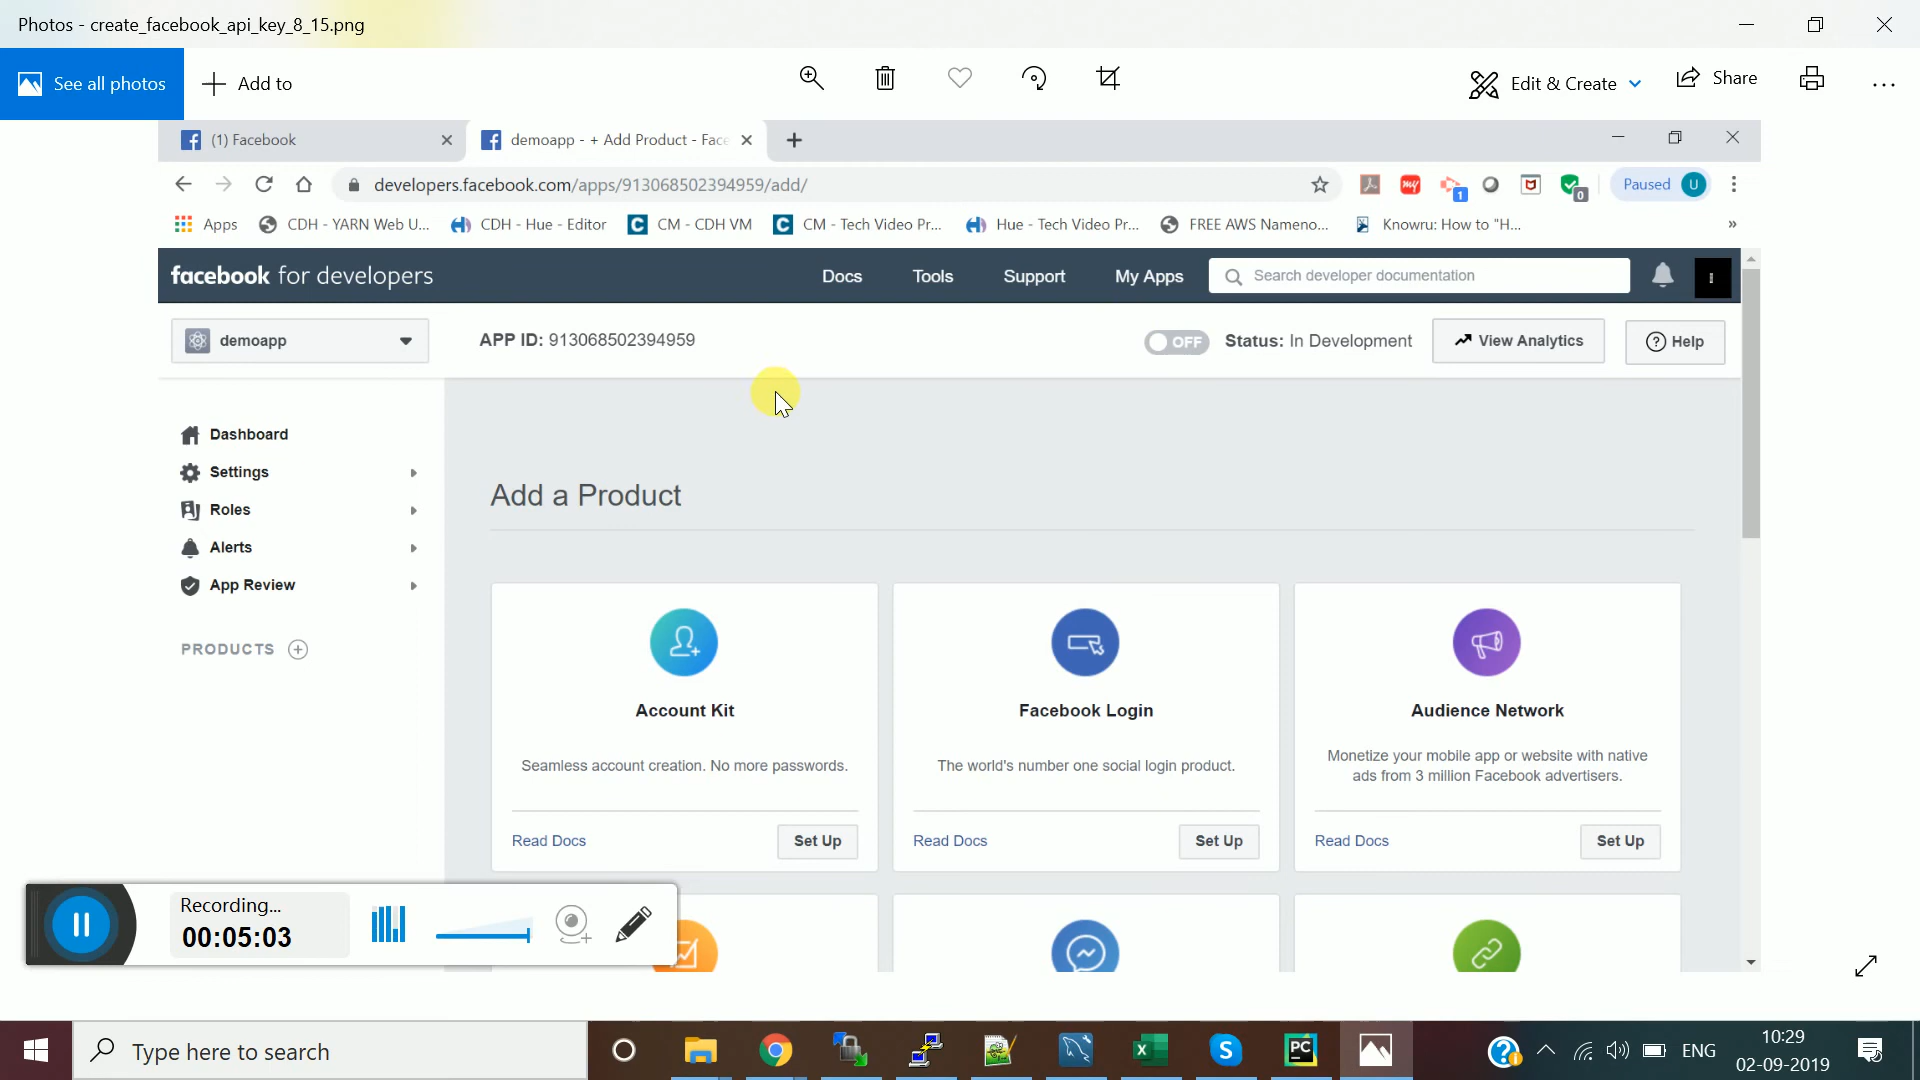 Photos - create_facebook_api_key_8_15.png
See all photos
Add to
Edit & Create
Share
(1) Facebook
demoapp - + Add Product - Face
developers.facebook.com/apps/913068502394959/add/
1
0
Paused U
Apps
CDH - YARN Web U...
CDH - Hue - Editor
CM - CDH VM
CM - Tech Video Pr...
Hue - Tech Video Pr...
FREE AWS Nameno...
Knowru: How to "H...
»
facebook for developers
Docs
Tools
Support
My Apps
Search developer documentation
demoapp
APP ID: 913068502394959
OFF
Status: In Development
View Analytics
Help
Dashboard
Settings
Roles
Alerts
App Review
PRODUCTS
Add a Product
Account Kit
Seamless account creation. No more passwords.
Read Docs
Set Up
Facebook Login
The world's number one social login product.
Read Docs
Set Up
Audience Network
Monetize your mobile app or website with native
ads from 3 million Facebook advertisers.
Read Docs
Set Up
Recording...
00:05:03
Type here to search
PC
ENG
10:29
02-09-2019